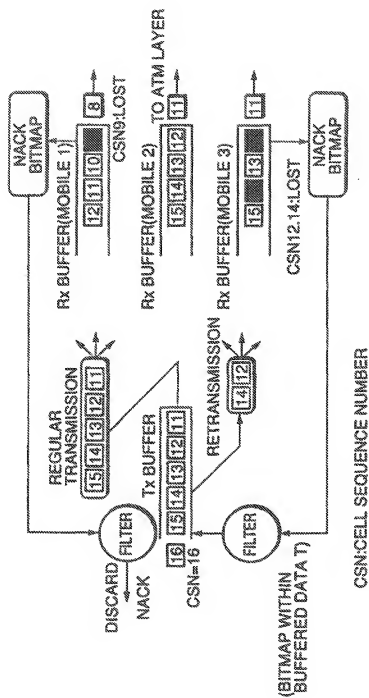 NACK
BITMAP
Rx BUFFER(MOBILE 1)
12 11 10
8
CSN9:LOST
TO ATM LAYER
Rx BUFFER(MOBILE 2)
15 14 13 12
11
Rx BUFFER(MOBILE 3)
15 13
11
CSN12.14:LOST
NACK
BITMAP
REGULAR
TRANSMISSION
15 14 13 12 11
DISCARD
NACK
FILTER
Tx BUFFER
16
15 14 13 12 11
CSN=16
RETRANSMISSION
14 12
FILTER
(BITMAP WITHIN
BUFFERED DATA T)
CSN:CELL SEQUENCE NUMBER